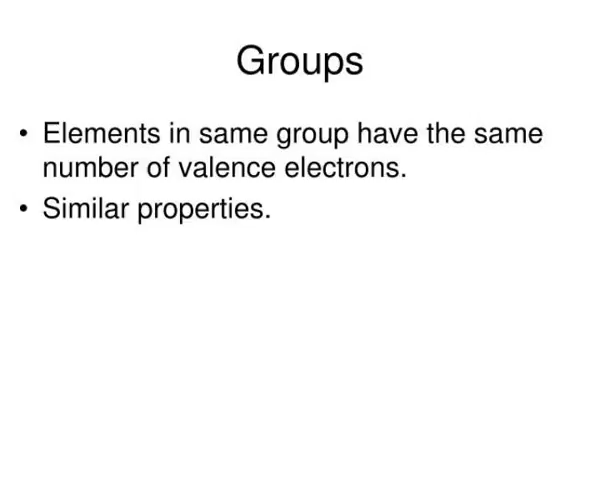 Groups
• Elements in same group have the same
number of valence electrons.
• Similar properties.